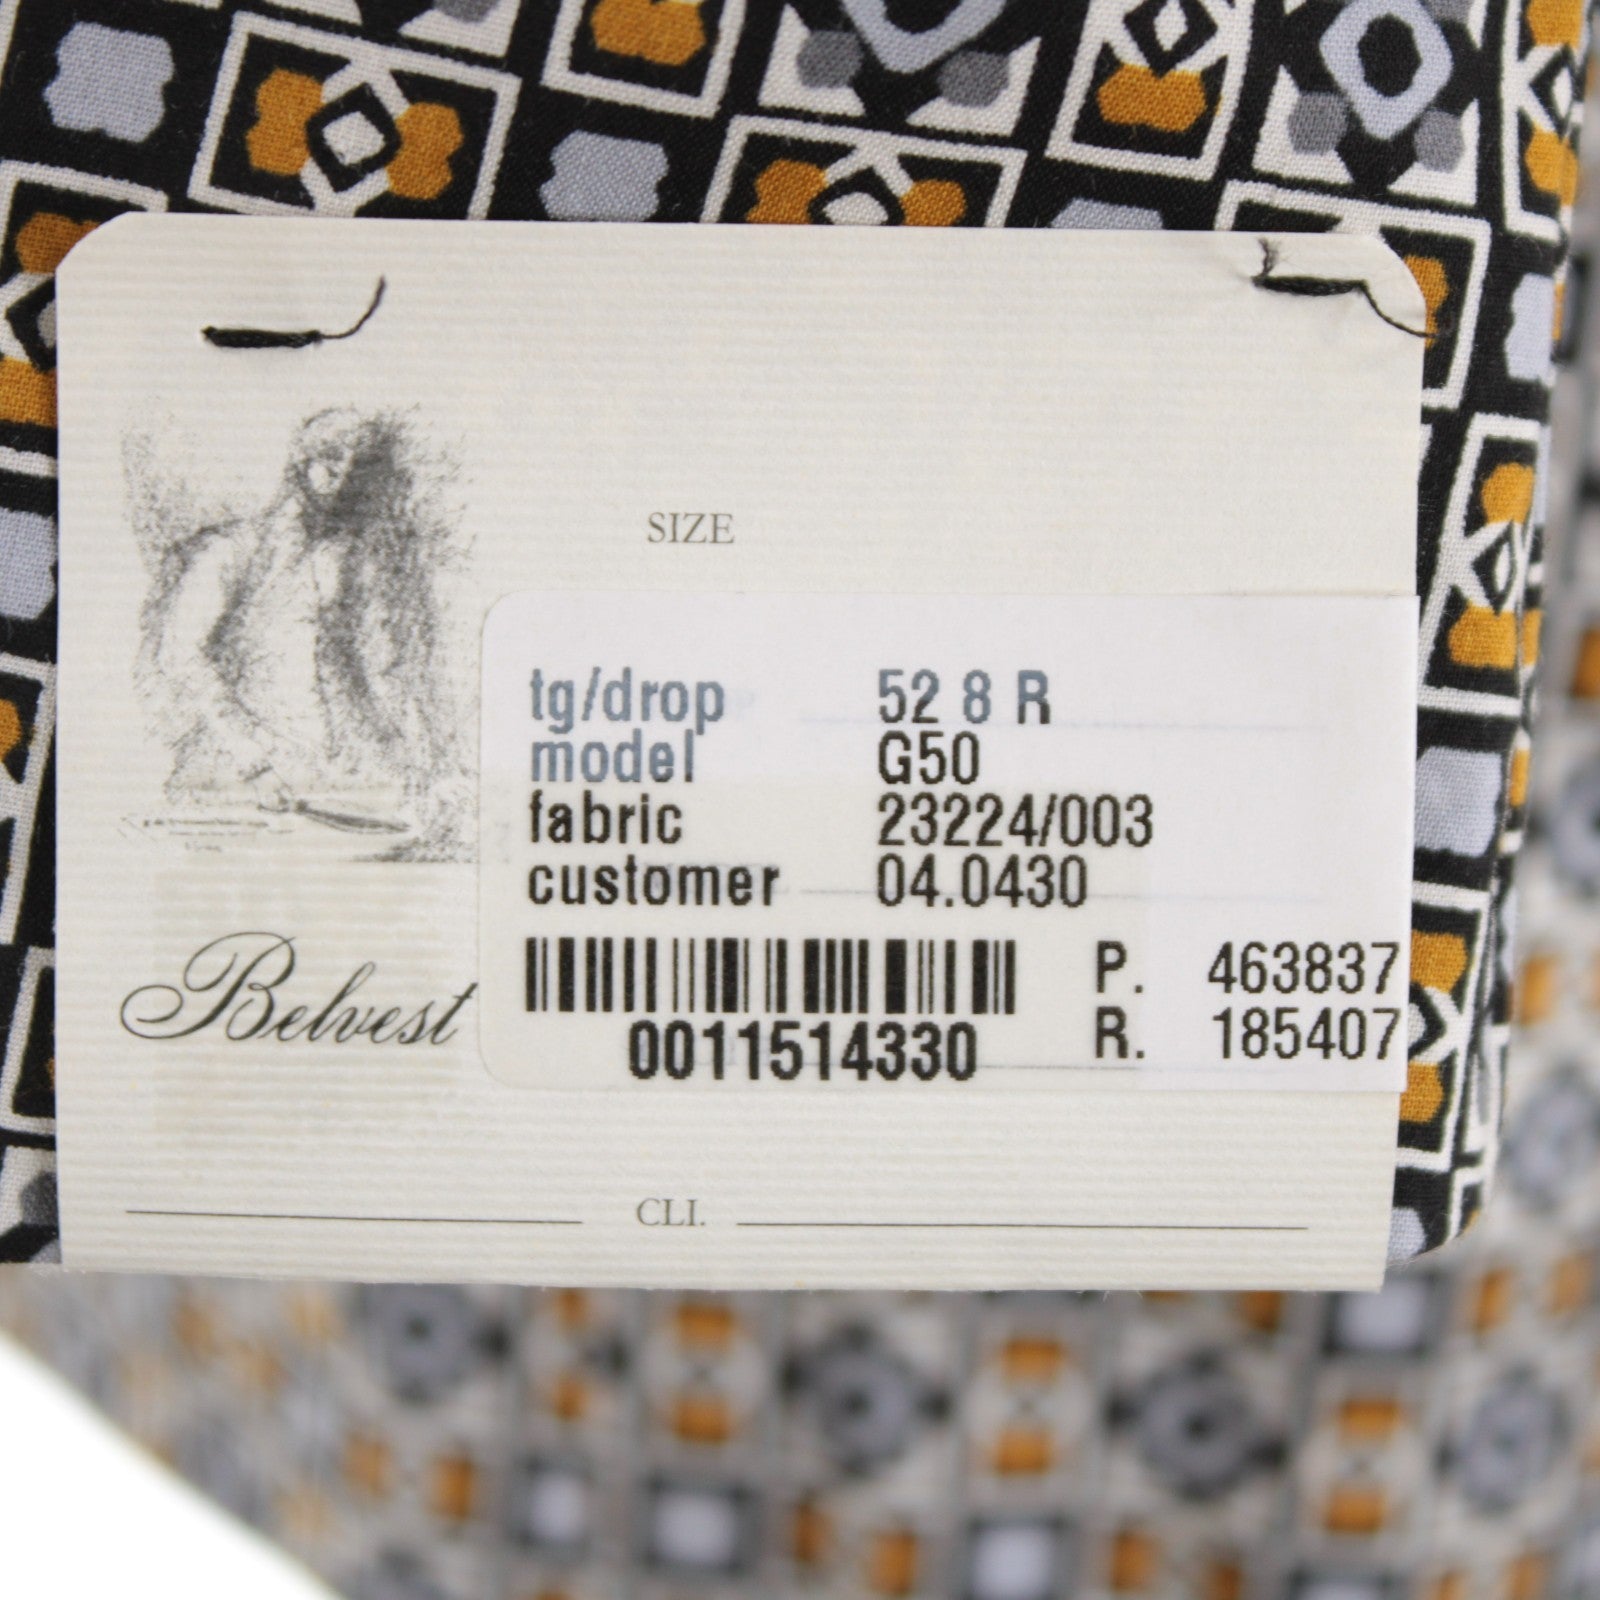 SIZE
tg/drop 52 8 R
model G50
fabric 23224/003
customer 04.0430
P. 463837
R. 185407
0011514330
Belvest
CLI.